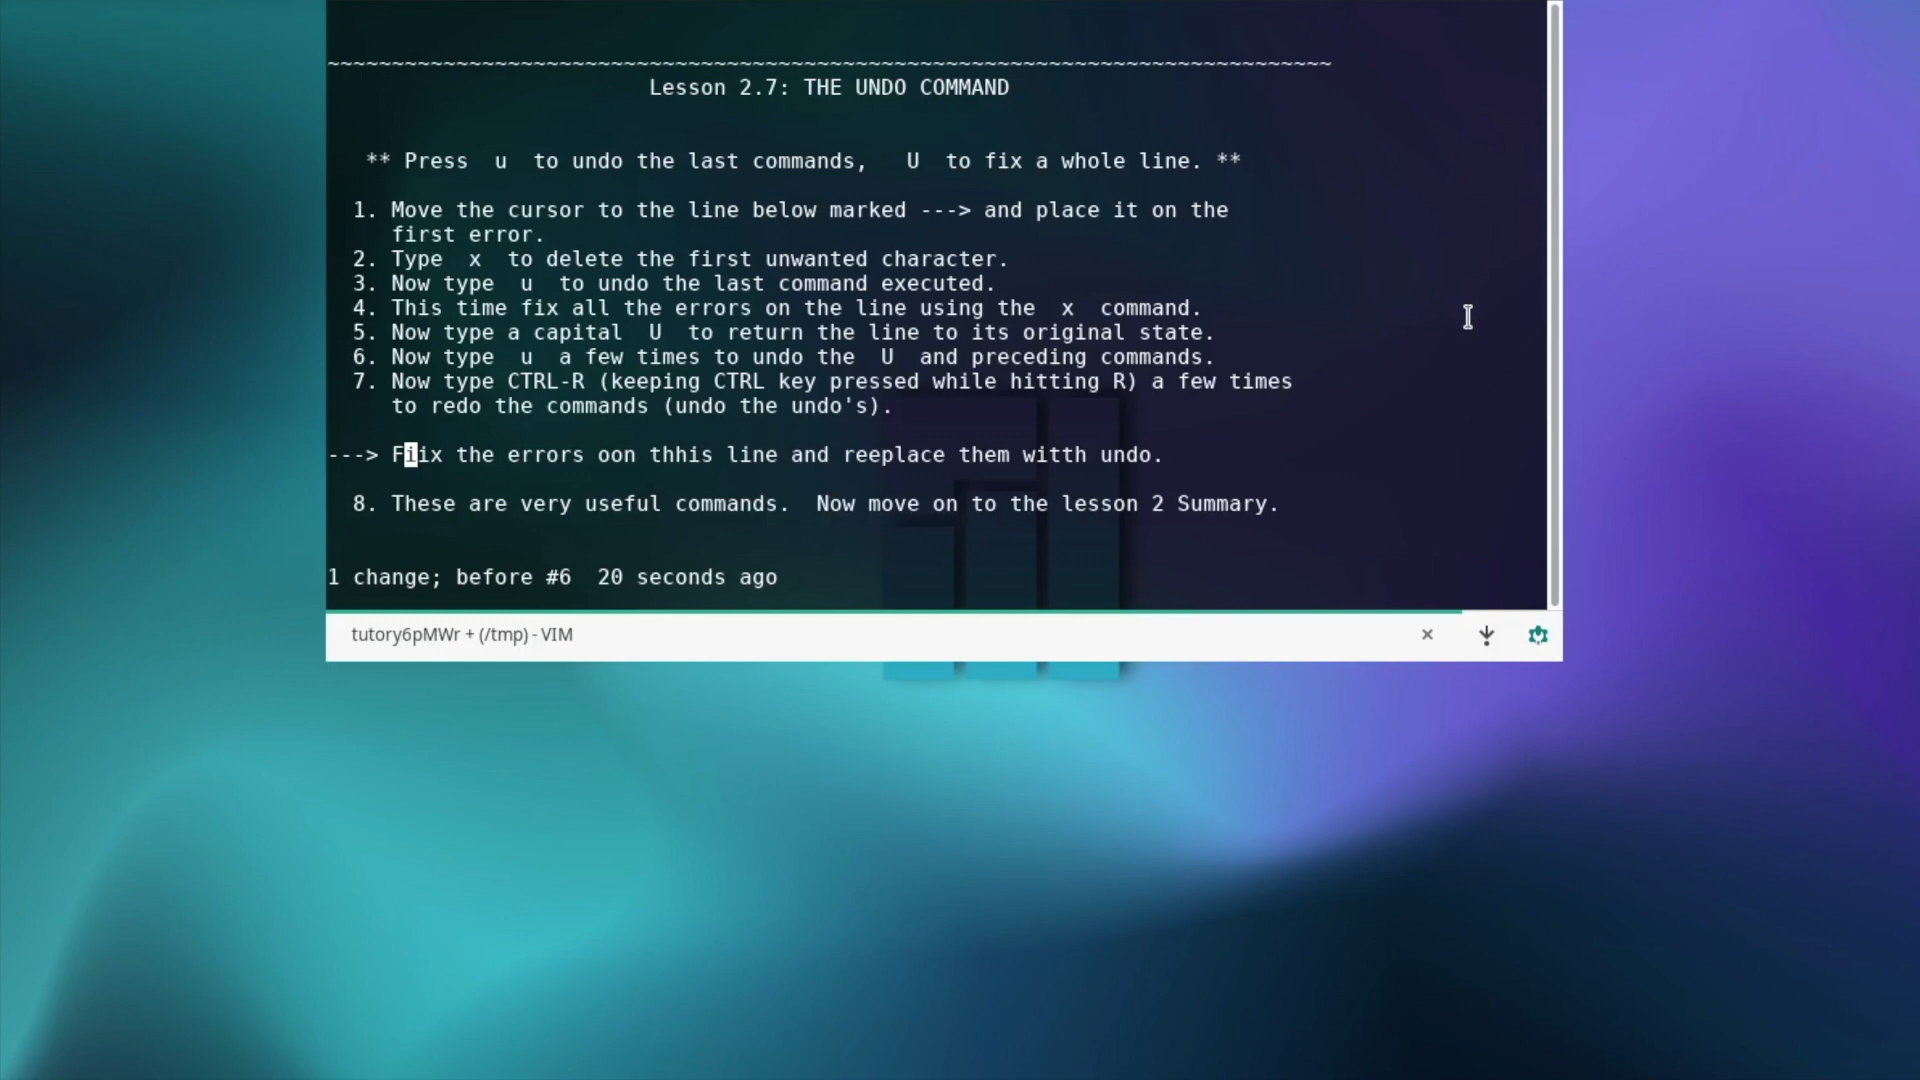 ~~~~~~~~~~~~~~~~~~~~~~~~~~~~~~~~~~~~~~~~~~~~~~~~~~~~~~~~~~~~~~~~~~~~~~~~~~~~~~
Lesson 2.7: THE UNDO COMMAND
** Press  u  to undo the last commands,   U  to fix a whole line. **
1. Move the cursor to the line below marked ---> and place it on the
first error.
2. Type  x  to delete the first unwanted character.
3. Now type  u  to undo the last command executed.
4. This time fix all the errors on the line using the  x  command.
5. Now type a capital  U  to return the line to its original state.
6. Now type  u  a few times to undo the  U  and preceding commands.
7. Now type CTRL-R (keeping CTRL key pressed while hitting R) a few times
to redo the commands (undo the undo's).
---> Fiix the errors oon thhis line and reeplace them witth undo.
8. These are very useful commands.  Now move on to the lesson 2 Summary.
1 change; before #6  20 seconds ago
tutory6pMWr + (/tmp) - VIM